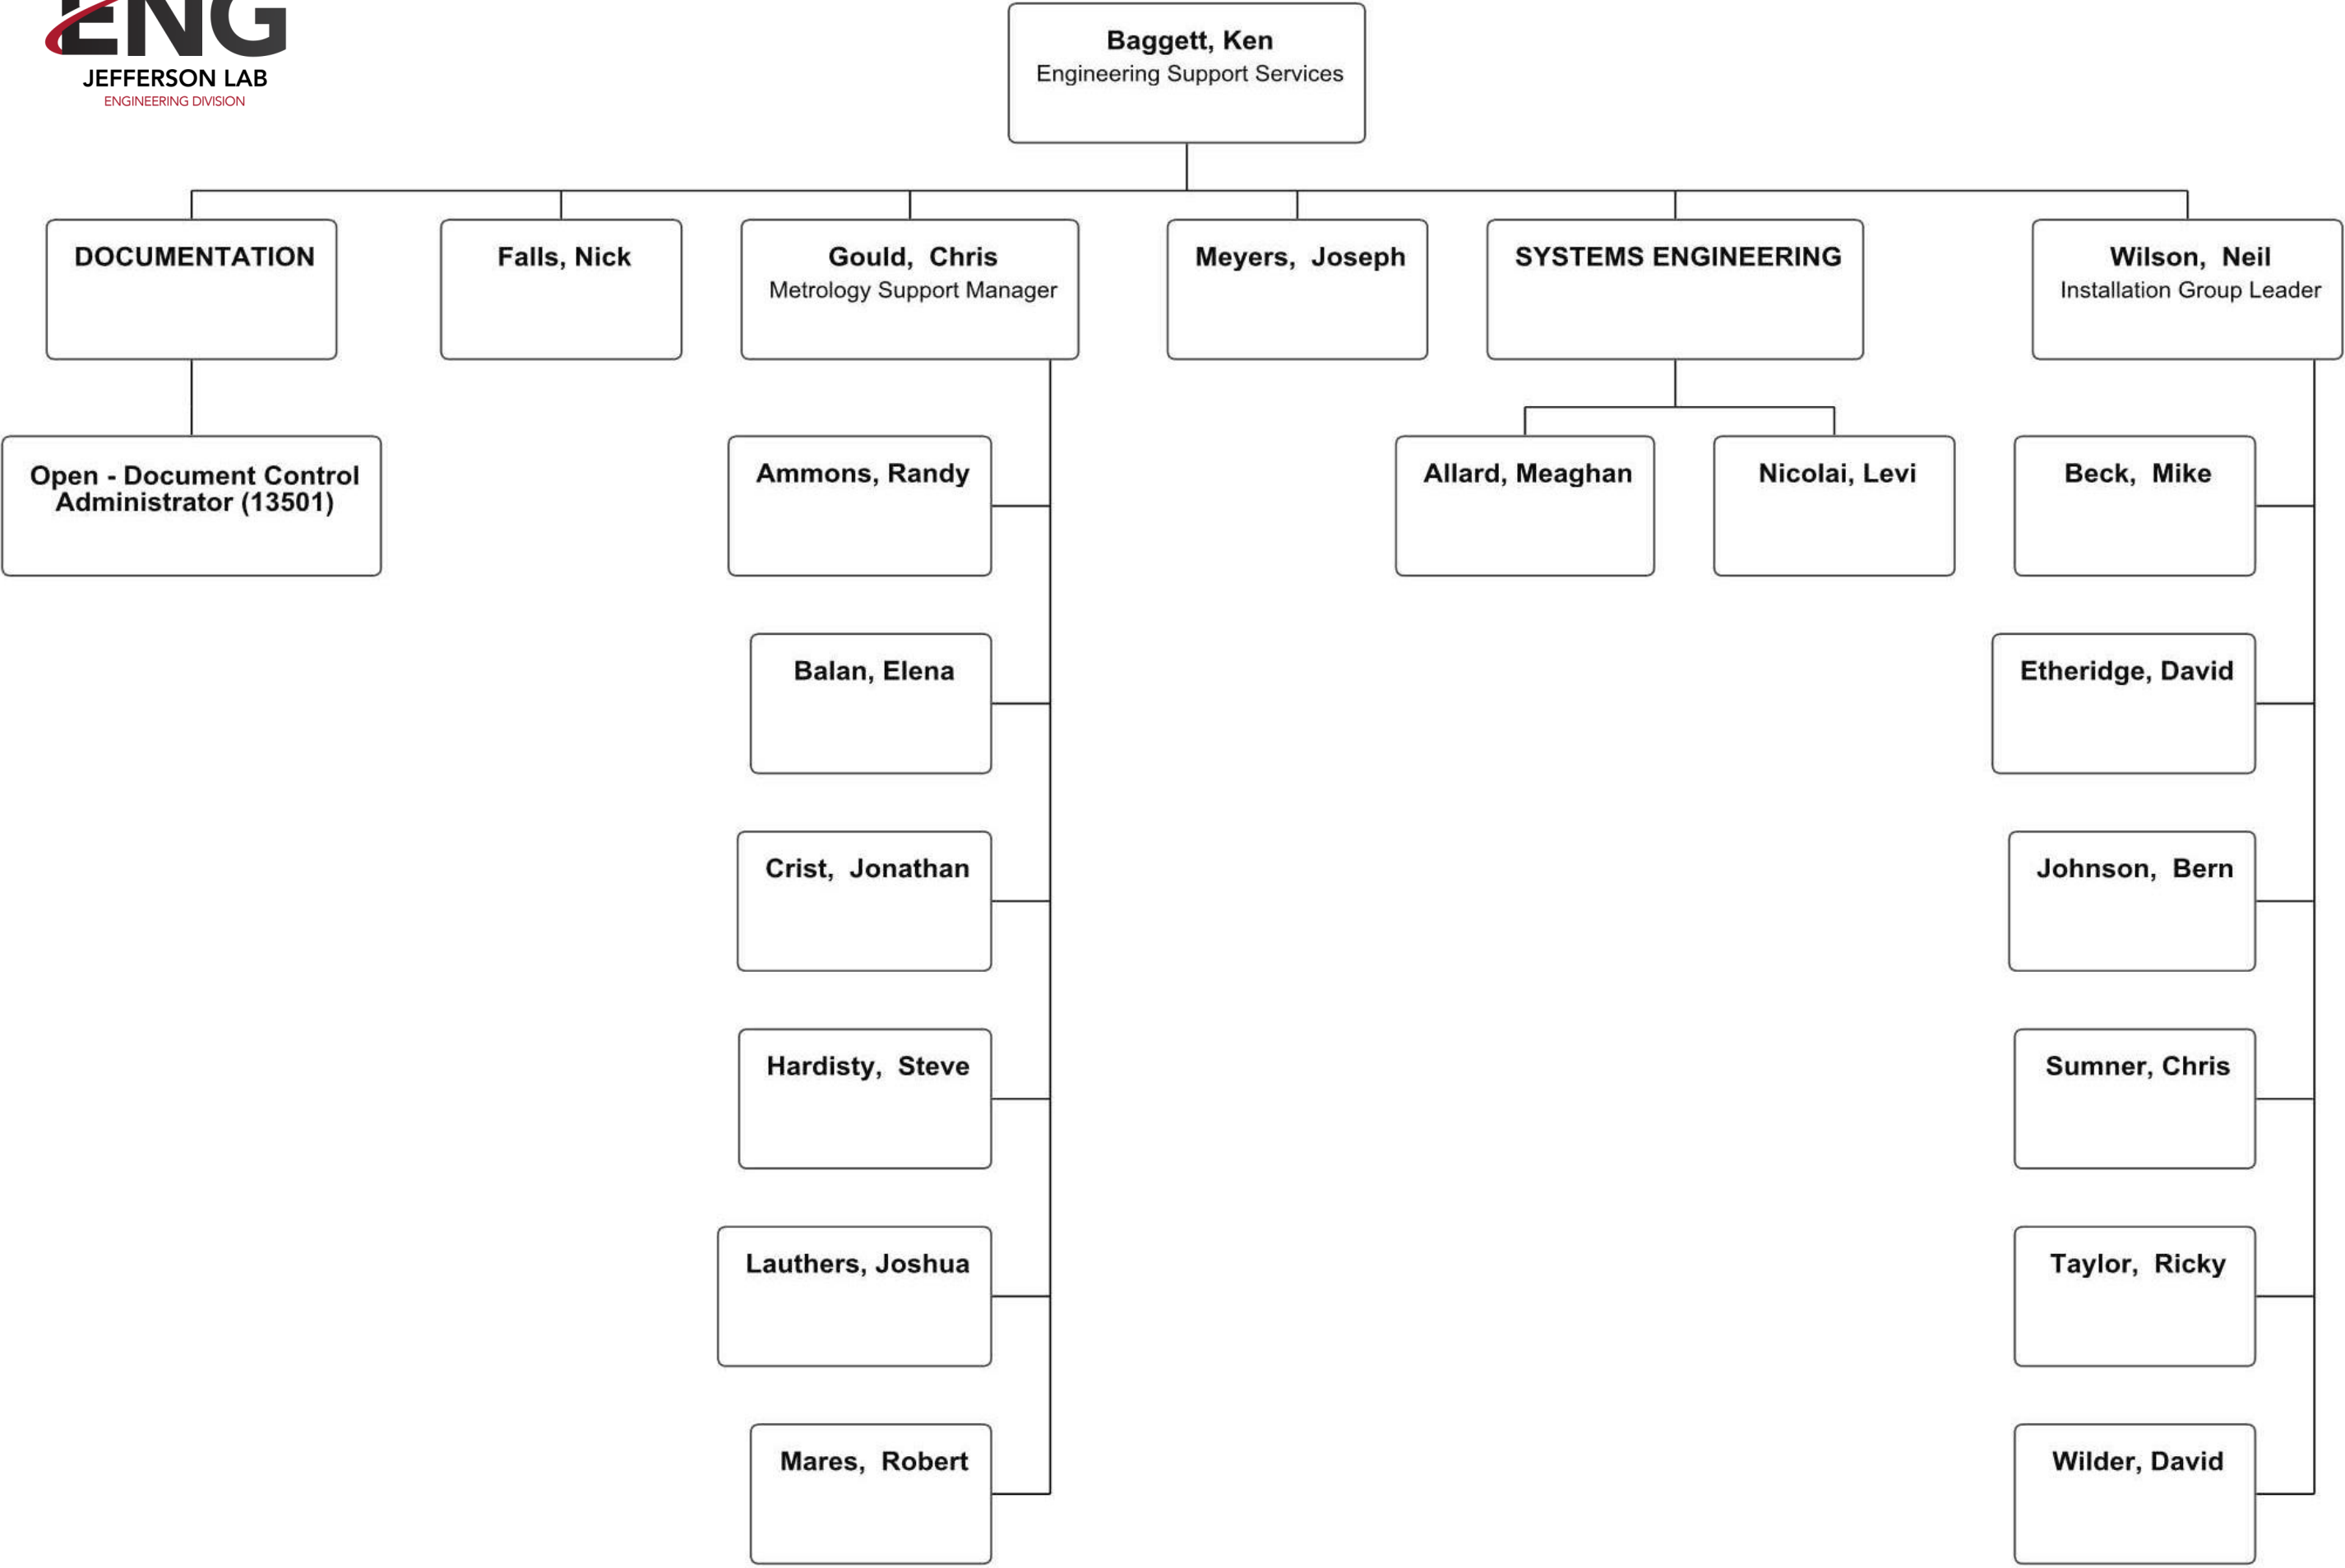 ENG
JEFFERSON LAB
ENGINEERING DIVISION
Baggett, Ken
Engineering Support Services
DOCUMENTATION
Falls, Nick
Gould,  Chris
Metrology Support Manager
Meyers,  Joseph
SYSTEMS ENGINEERING
Wilson,  Neil
Installation Group Leader
Open - Document Control
Administrator (13501)
Ammons, Randy
Balan, Elena
Crist,  Jonathan
Hardisty,  Steve
Lauthers, Joshua
Mares,  Robert
Allard, Meaghan
Nicolai, Levi
Beck,  Mike
Etheridge, David
Johnson,  Bern
Sumner, Chris
Taylor,  Ricky
Wilder, David